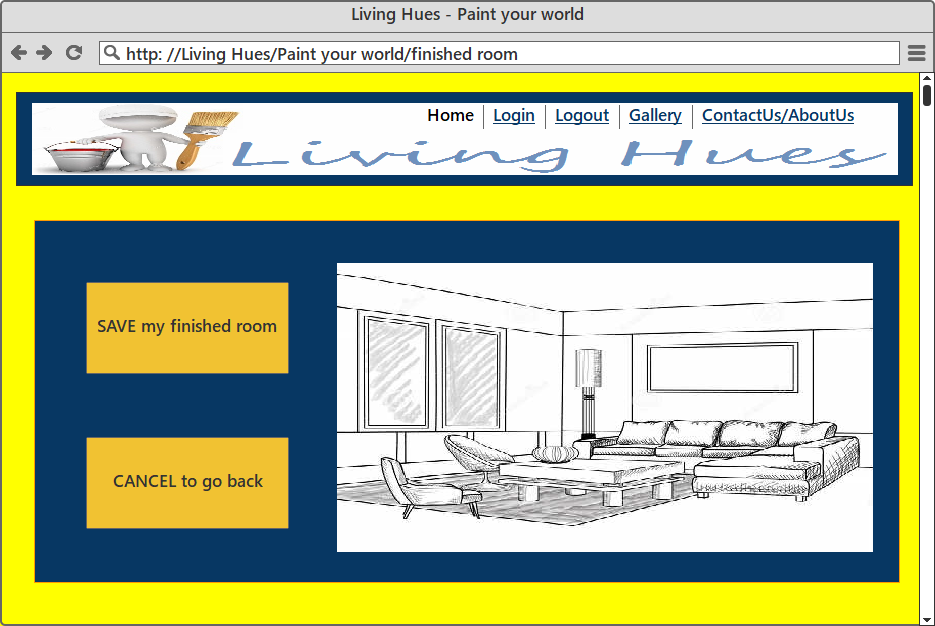 Living Hues - Paint your world
http: //Living Hues/Paint your world/finished room
Home Login Logout Gallery ContactUs/AboutUs
Living Hues
SAVE my finished room
CANCEL to go back